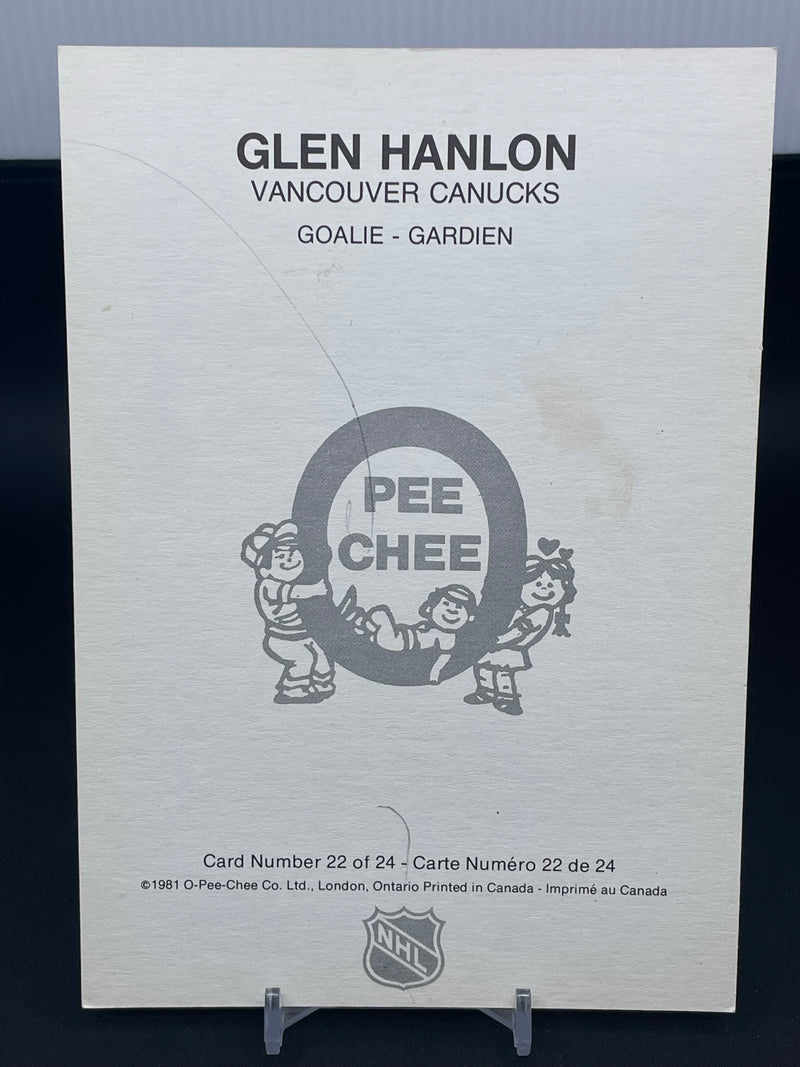 GLEN HANLON
VANCOUVER CANUCKS
GOALIE - GARDIEN
PEE
CHEE
Card Number 22 of 24 - Carte Numéro 22 de 24
©1981 O-Pee-Chee Co. Ltd., London, Ontario Printed in Canada - Imprimé au Canada
NHL